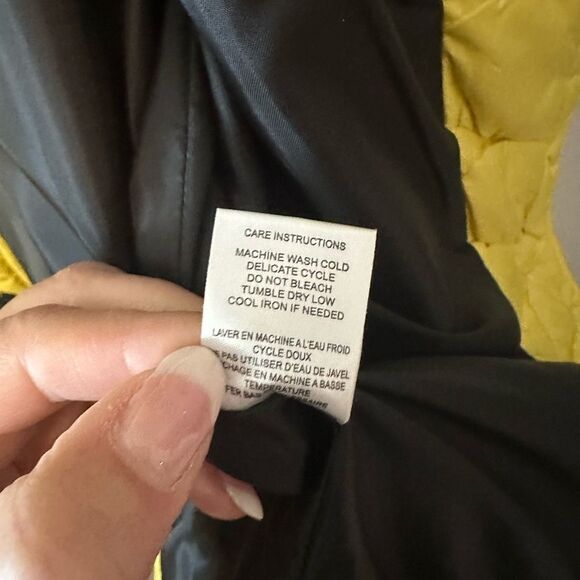 CARE INSTRUCTIONS
MACHINE WASH COLD
DELICATE CYCLE
DO NOT BLEACH
TUMBLE DRY LOW
COOL IRON IF NEEDED
LAVER EN MACHINE A L'EAU FROID
CYCLE DOUX
PAS UTILISER D'EAU DE JAVEL
EN MACHINE A BASSE
TEMPERATURE